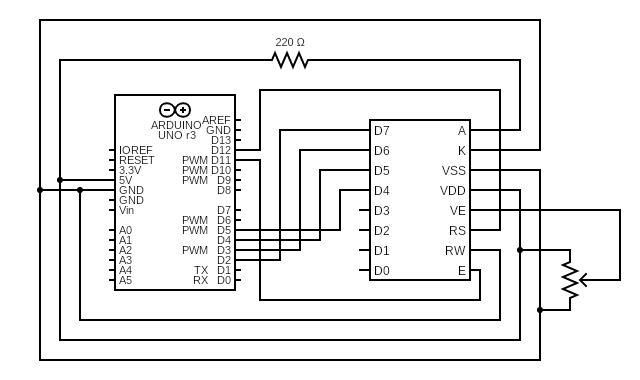 220 Ω
ARDUINO
UNO r3
AREF
GND
D13
IOREF
D12
RESET
PWM D11
3.3V
PWM D10
5V
PWM D9
GND
D8
GND
Vin
D7
PWM D6
A0
PWM D5
A1
D4
A2
PWM D3
A3
D2
A4
TX D1
A5
RX D0
D7
A
D6
K
D5
VSS
D4
VDD
D3
VE
D2
RS
D1
RW
D0
E